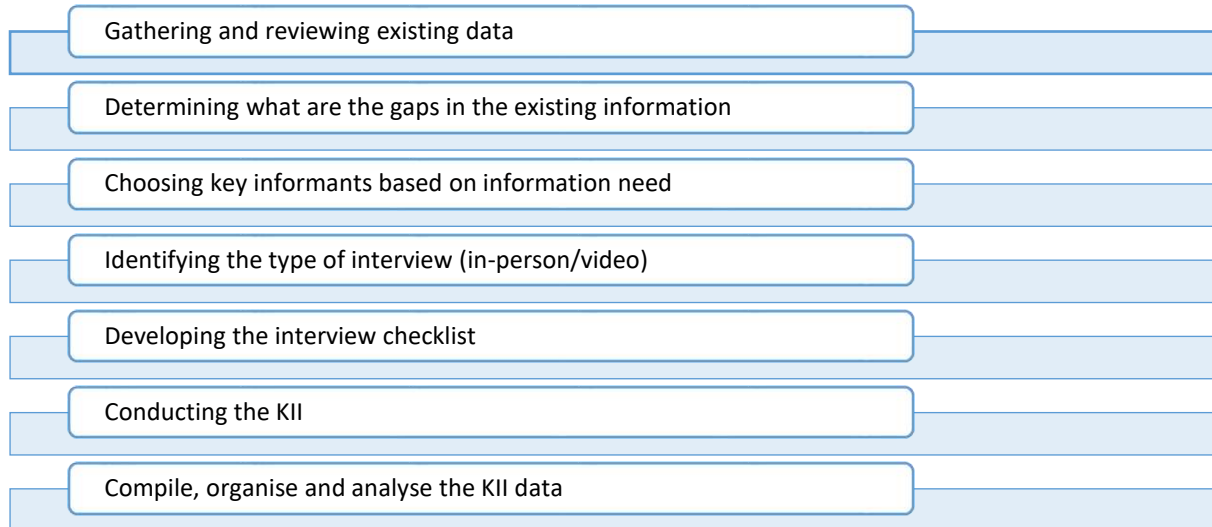 Gathering and reviewing existing data
Determining what are the gaps in the existing information
Choosing key informants based on information need
Identifying the type of interview (in-person/video)
Developing the interview checklist
Conducting the KII
Compile, organise and analyse the KII data